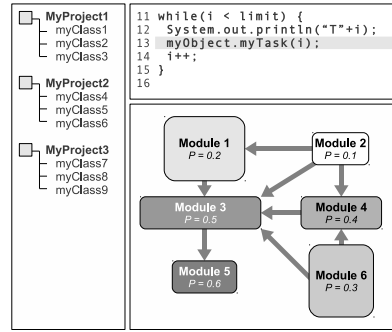 MyProject1
myClass1
myClass2
myClass3
MyProject2
myClass4
myClass5
myClass6
MyProject3
myClass7
myClass8
myClass9
11 while(i < limit) {
12 System.out.println(“T”+i);
13 myObject.myTask(i);
14 i++;
15 }
16
Module 1
P = 0.2
Module 2
P = 0.1
Module 3
P = 0.5
Module 4
P = 0.4
Module 5
P = 0.6
Module 6
P = 0.3